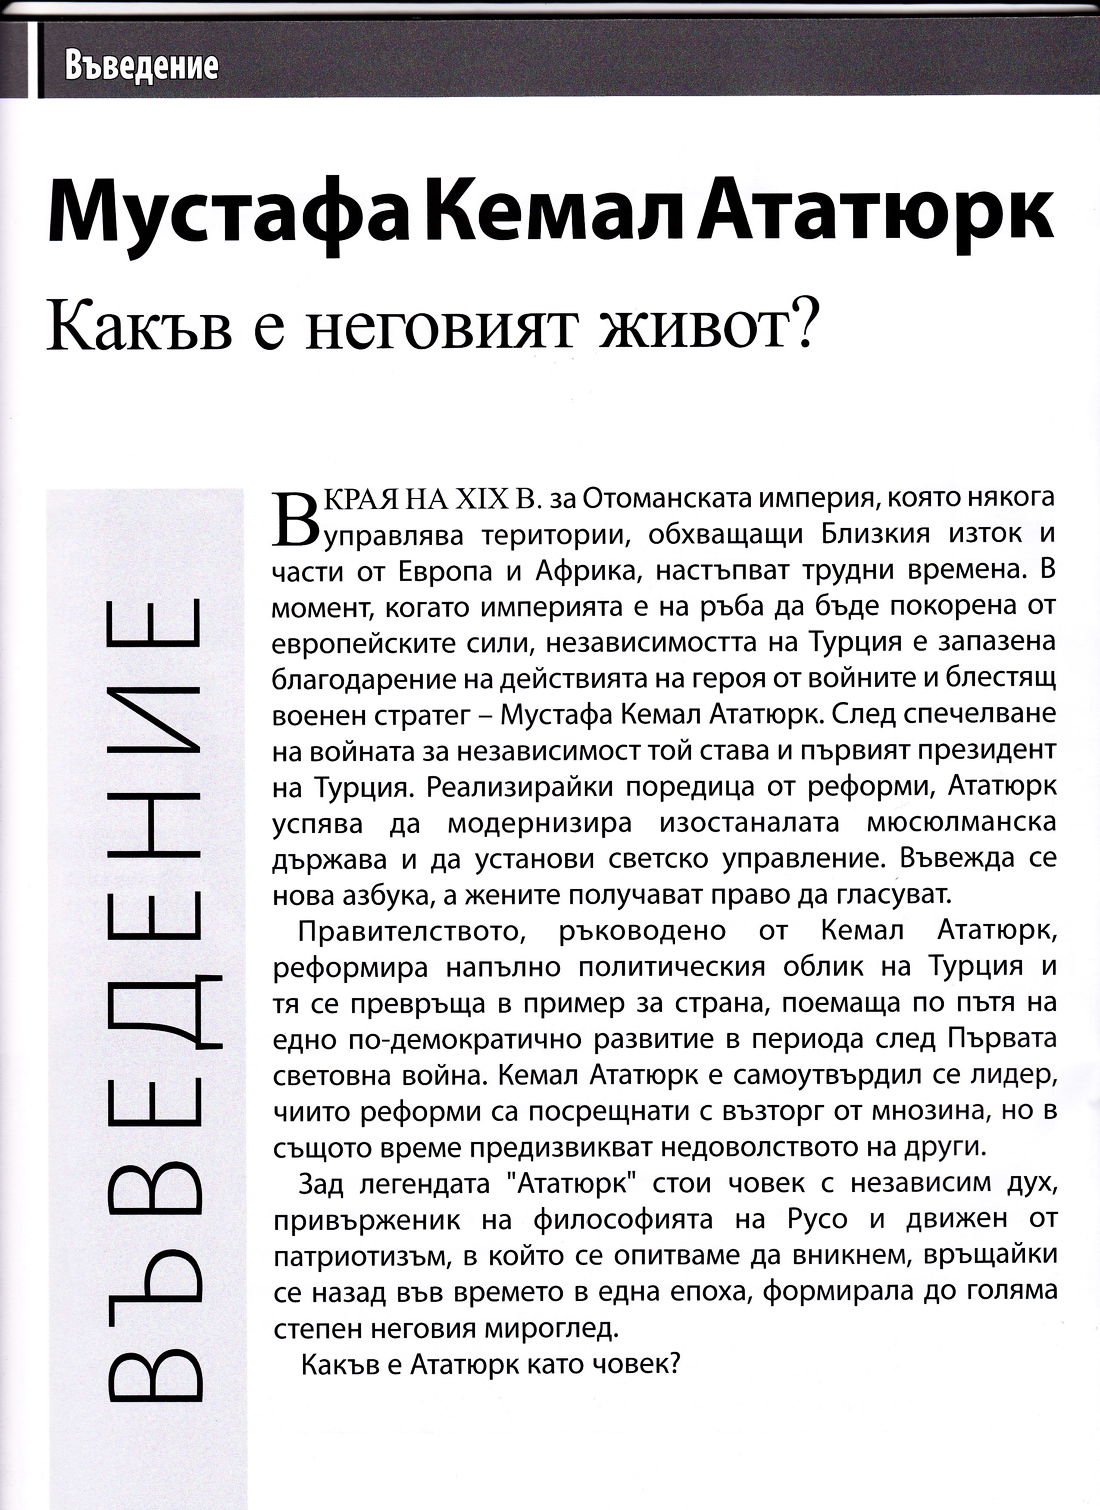 Въведение
Мустафа Кемал Ататюрк
Какъв е неговият живот?
ВЪВЕДЕНИЕ
В КРАЯ НА XIX В. за Отоманската империя, която някога
управлява територии, обхващащи Близкия изток и
части от Европа и Африка, настъпват трудни времена. В
момент, когато империята е на ръба да бъде покорена от
европейските сили, независимостта на Турция е запазена
благодарение на действията на героя от войните и блестящ
военен стратег – Мустафа Кемал Ататюрк. След спечелване
на войната за независимост той става и първият президент
на Турция. Реализирайки поредица от реформи, Ататюрк
успява да модернизира изостаналата мюсюлманска
държава и да установи светско управление. Въвежда се
нова азбука, а жените получават право да гласуват.
Правителството, ръководено от Кемал Ататюрк,
реформира напълно политическия облик на Турция и
тя се превръща в пример за страна, поемаща по пътя на
едно по-демократично развитие в периода след Първата
световна война. Кемал Ататюрк е самоутвърдил се лидер,
чиито реформи са посрещнати с възторг от мнозина, но в
същото време предизвикват недоволството на други.
Зад легендата "Ататюрк" стои човек с независим дух,
привърженик на философията на Русо и движен от
патриотизъм, в който се опитваме да вникнем, връщайки
се назад във времето в една епоха, формирала до голяма
степен неговия мироглед.
Какъв е Ататюрк като човек?